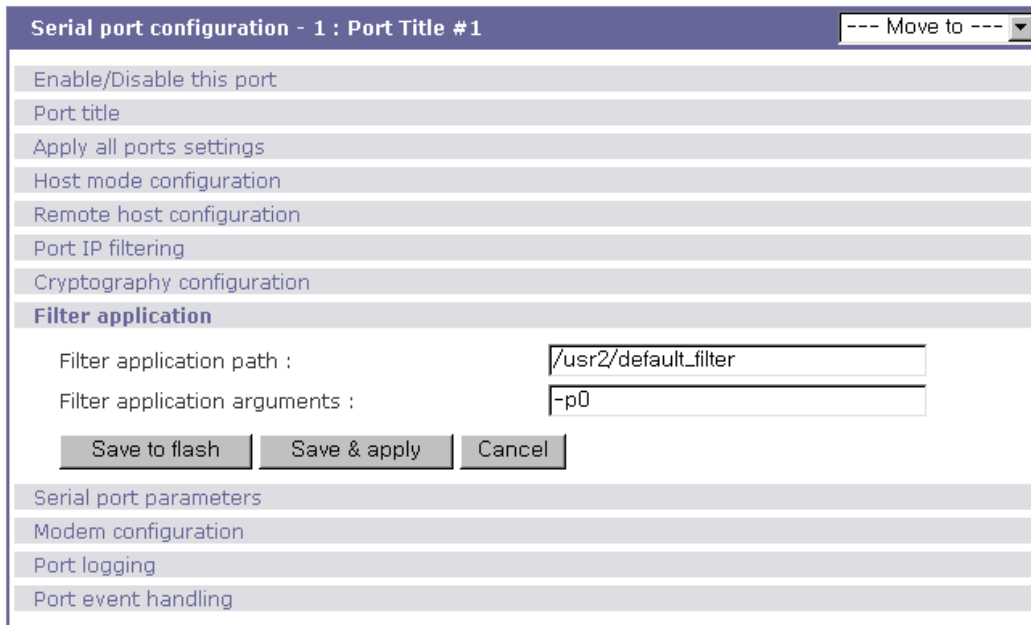 Serial port configuration - 1 : Port Title #1 --- Move to ---
Enable/Disable this port
Port title
Apply all ports settings
Host mode configuration
Remote host configuration
Port IP filtering
Cryptography configuration
Filter application
Filter application path : /usr2/default_filter
Filter application arguments : -p0
Save to flash Save & apply Cancel
Serial port parameters
Modem configuration
Port logging
Port event handling